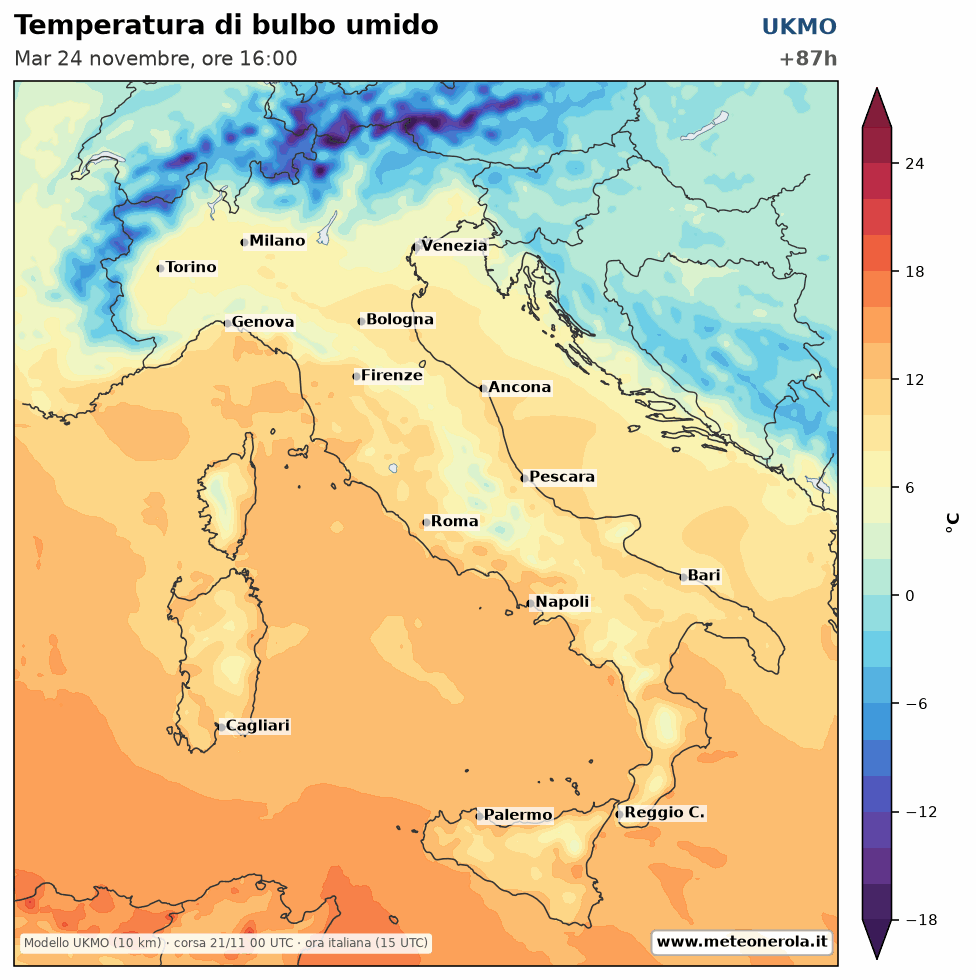 Temperatura di bulbo umido
UKMO
Mar 24 novembre, ore 16:00
+87h
Milano
Venezia
Torino
Genova
Bologna
Firenze
Ancona
Pescara
Roma
Bari
Napoli
Cagliari
Palermo
Reggio C.
24
18
12
6
0
−6
−12
−18
°C
Modello UKMO (10 km) · corsa 21/11 00 UTC · ora italiana (15 UTC)
www.meteonerola.it